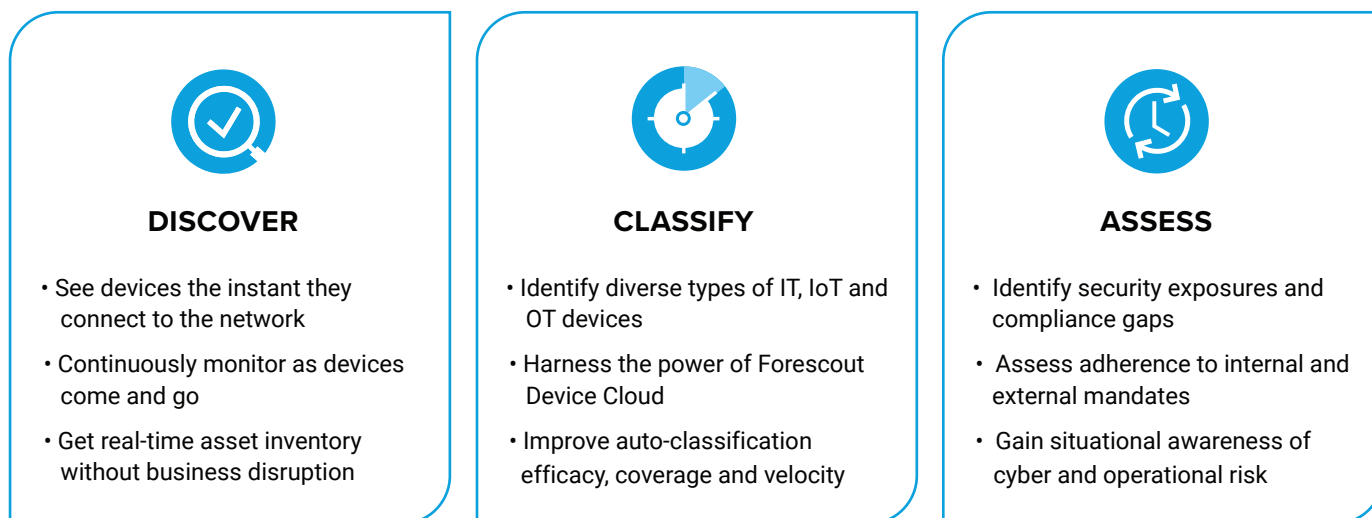 DISCOVER
• See devices the instant they
connect to the network
• Continuously monitor as devices
come and go
• Get real-time asset inventory
without business disruption
CLASSIFY
• Identify diverse types of IT, IoT and
OT devices
• Harness the power of Forescout
Device Cloud
• Improve auto-classification
efficacy, coverage and velocity
ASSESS
• Identify security exposures and
compliance gaps
• Assess adherence to internal and
external mandates
• Gain situational awareness of
cyber and operational risk